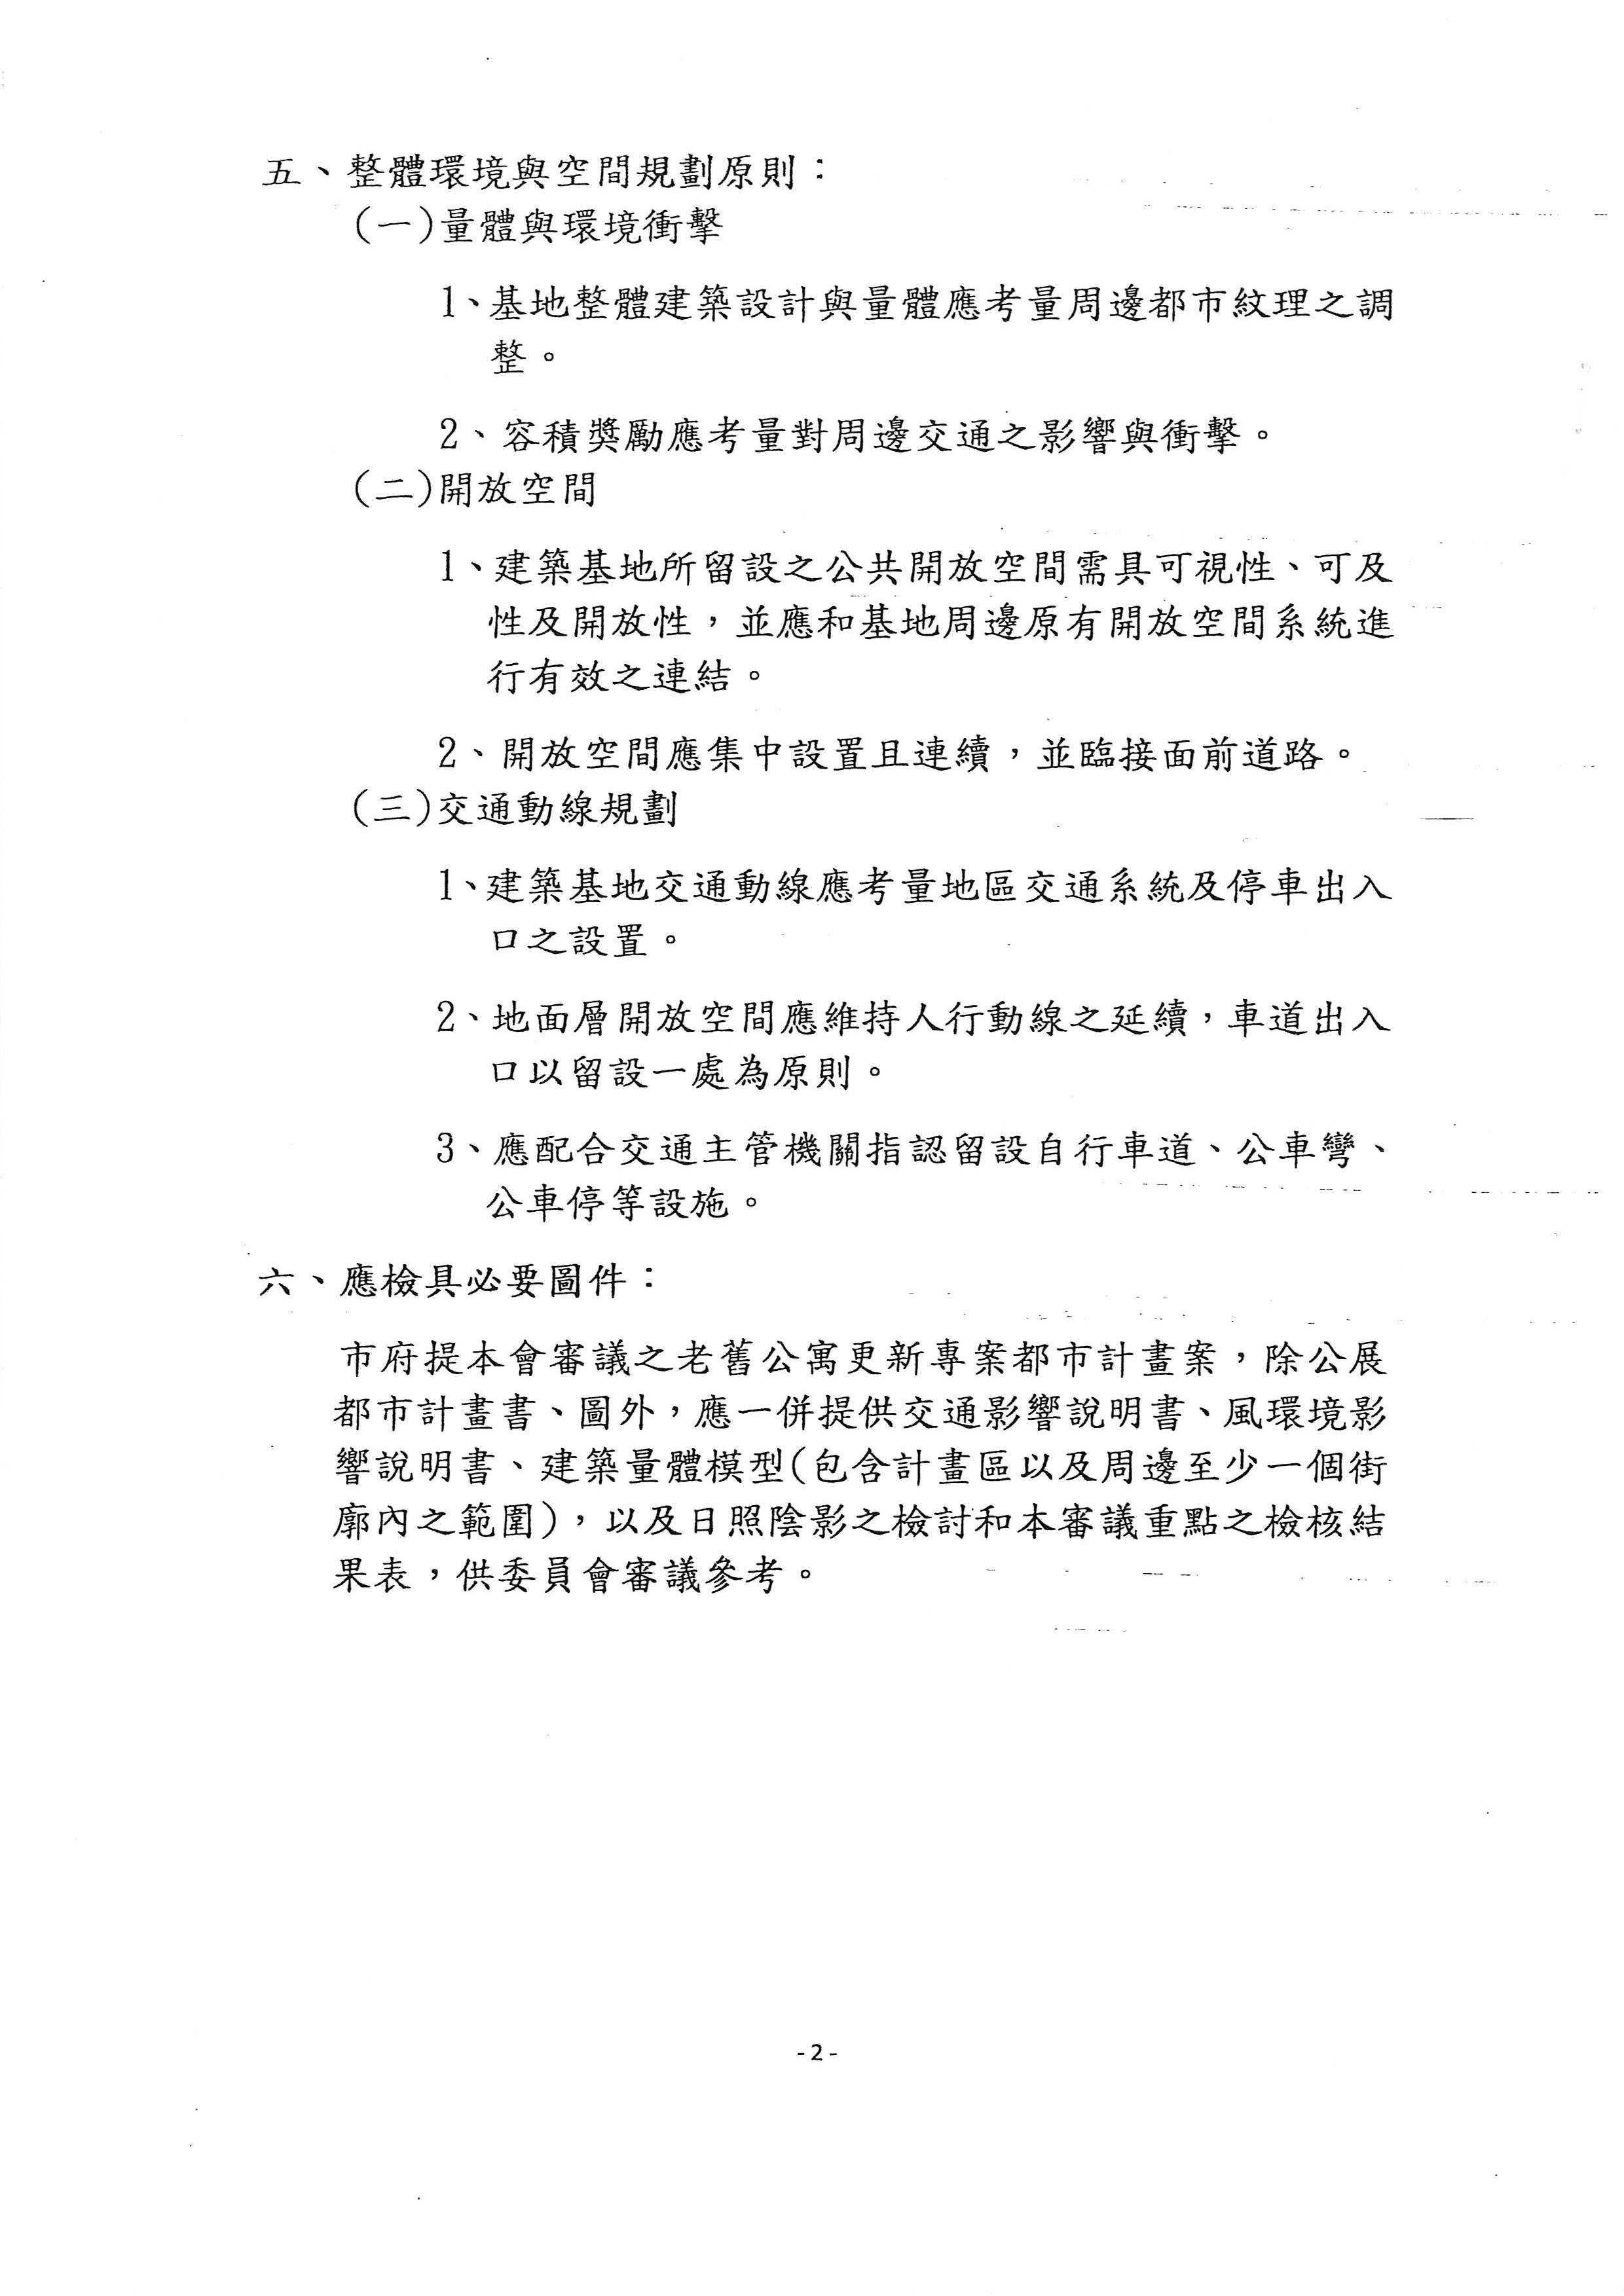 五、整體環境與空間規劃原則：
(一)量體與環境衝擊
1、基地整體建築設計與量體應考量周邊都市紋理之調
整。
2、容積獎勵應考量對周邊交通之影響與衝擊。
(二)開放空間
1、建築基地所留設之公共開放空間需具可視性、可及
性及開放性，並應和基地周邊原有開放空間系統進
行有效之連結。
2、開放空間應集中設置且連續，並臨接面前道路。
(三)交通動線規劃
1、建築基地交通動線應考量地區交通系統及停車出入
口之設置。
2、地面層開放空間應維持人行動線之延續，車道出入
口以留設一處為原則。
3、應配合交通主管機關指認留設自行車道、公車彎、
公車停等設施。
六、應檢具必要圖件：
市府提本會審議之老舊公寓更新專案都市計畫案，除公展
都市計畫書、圖外，應一併提供交通影響說明書、風環境影
響說明書、建築量體模型(包含計畫區以及周邊至少一個街
廓內之範圍)，以及日照陰影之檢討和本審議重點之檢核結
果表，供委員會審議參考。
-2-